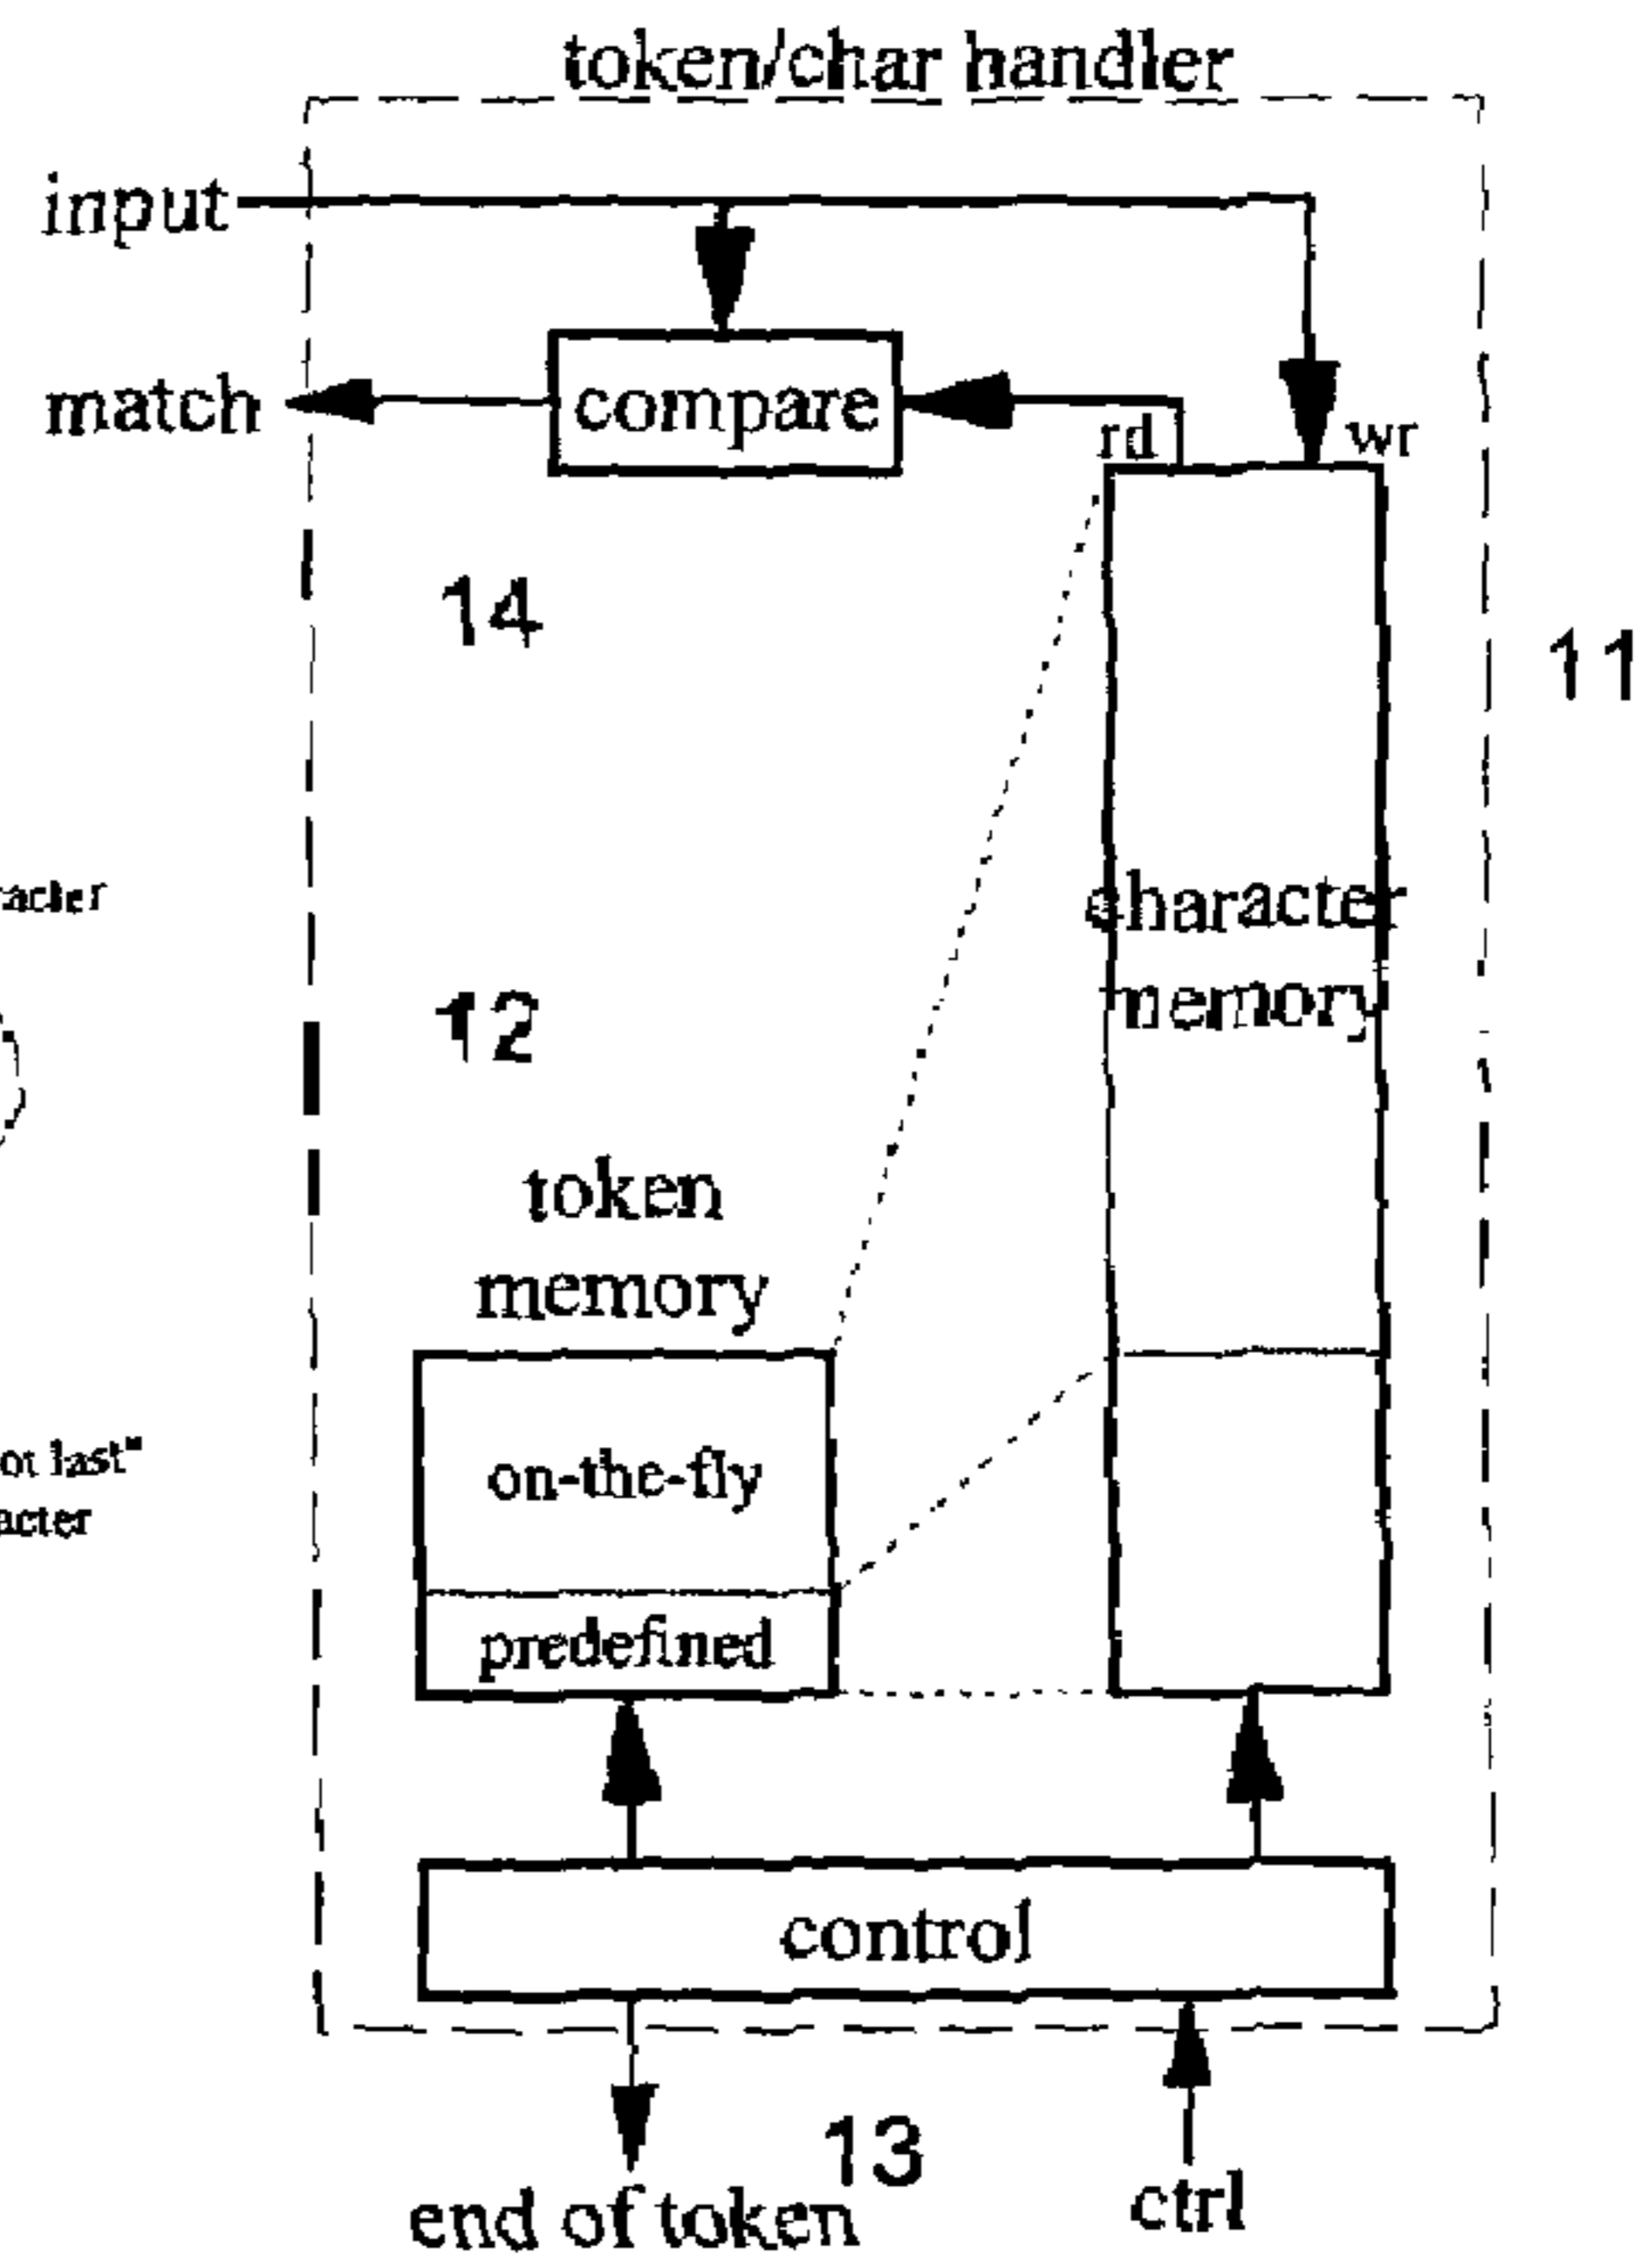 token/char handler
input
match
compare
rd
wr
14
11
character
memory
12
token
memory
on-the-fly
predefined
control
13
end of token
ctrl
last"